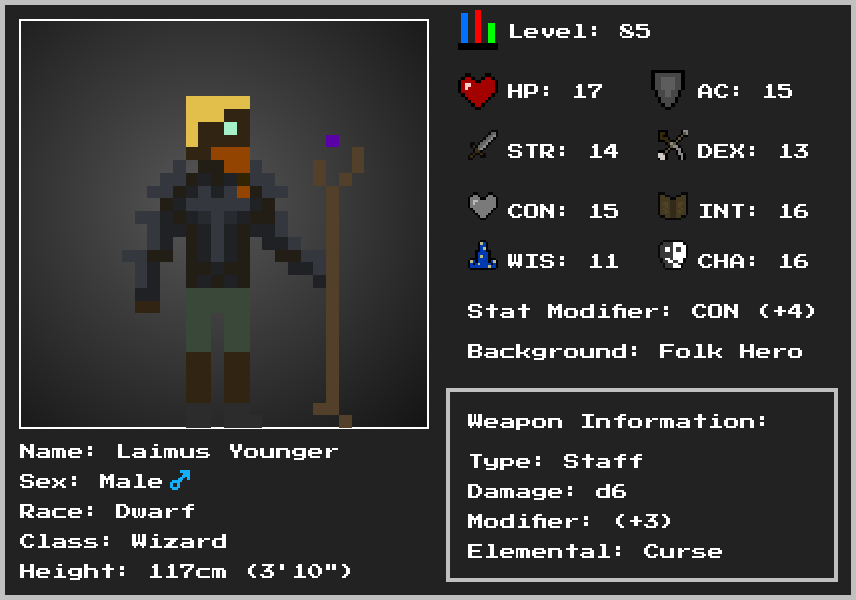 Level: 85
HP: 17
AC: 15
STR: 14
DEX: 13
CON: 15
INT: 16
WIS: 11
CHA: 16
Stat Modifier: CON (+4)
Background: Folk Hero
Weapon Information:
Type: Staff
Damage: d6
Modifier: (+3)
Elemental: Curse
Name: Laimus Younger
Sex: Male ♂
Race: Dwarf
Class: Wizard
Height: 117cm (3'10")